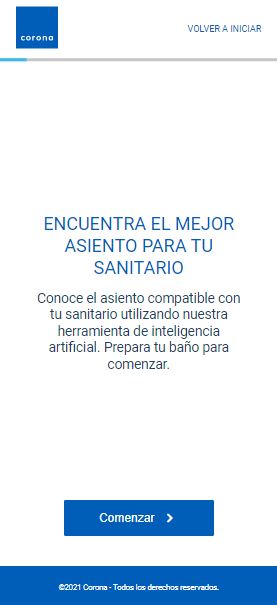 corona
VOLVER A INICIAR
ENCUENTRA EL MEJOR
ASIENTO PARA TU
SANITARIO
Conoce el asiento compatible con
tu sanitario utilizando nuestra
herramienta de inteligencia
artificial. Prepara tu baño para
comenzar.
Comenzar
©2021 Corona - Todos los derechos reservados.